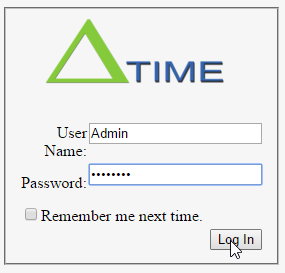 TIME
User Admin
Name:
Password: ••••••••
Remember me next time.
Log In